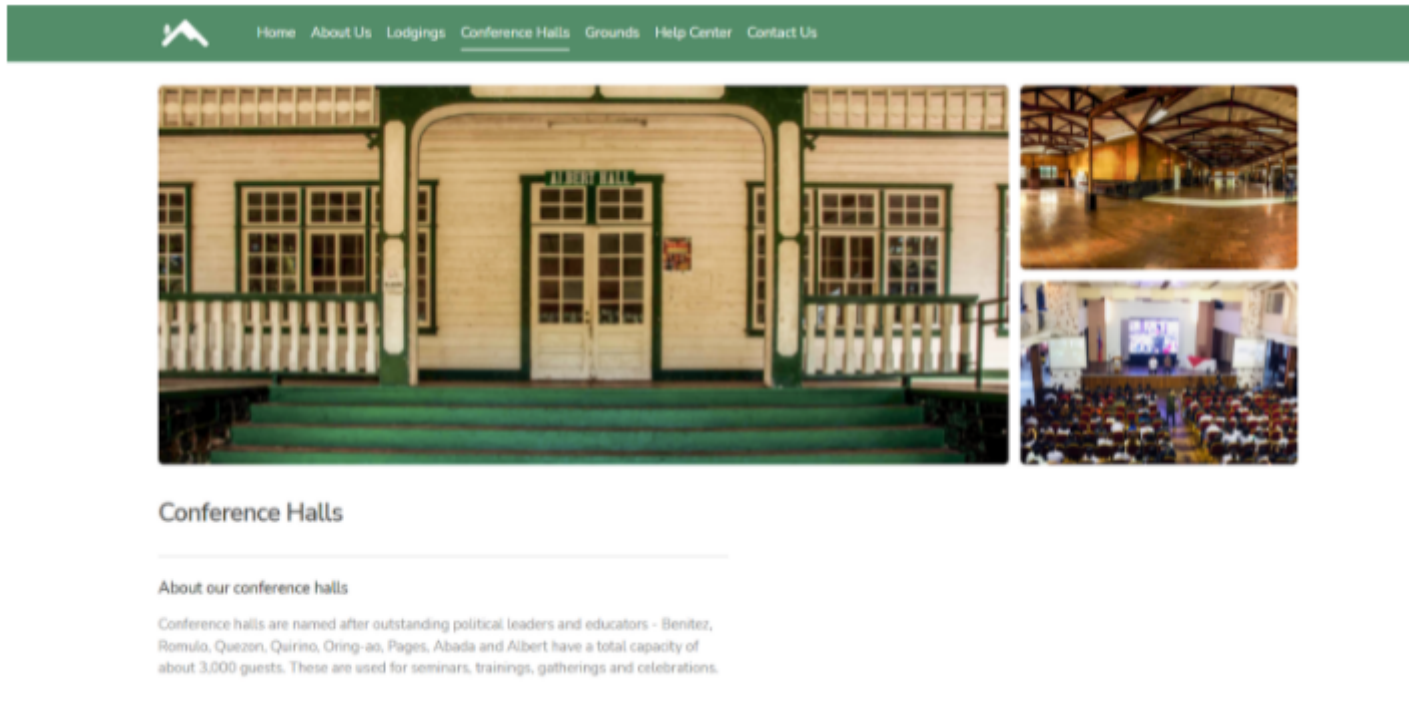 Home About Us Lodgings Conference Halls Grounds Help Center Contact Us
ALBERT HALL
Conference Halls
About our conference halls
Conference halls are named after outstanding political leaders and educators - Benitez,
Romulo, Quezon, Quirino, Oring-ao, Pages, Abada and Albert have a total capacity of
about 3,000 guests. These are used for seminars, trainings, gatherings and celebrations.